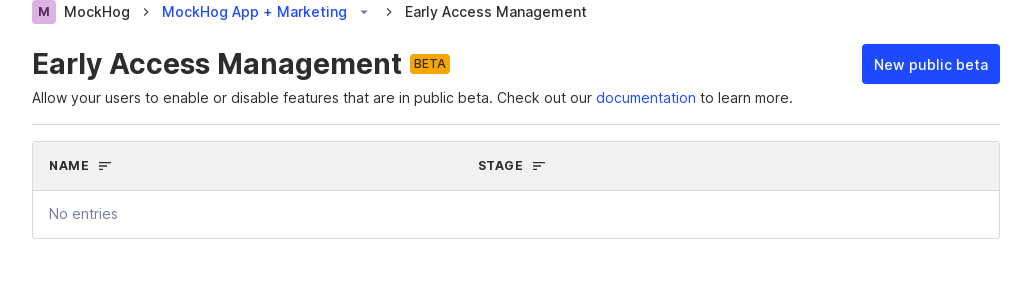 M MockHog > MockHog App + Marketing > Early Access Management
Early Access Management BETA
New public beta
Allow your users to enable or disable features that are in public beta. Check out our documentation to learn more.
NAME STAGE
No entries